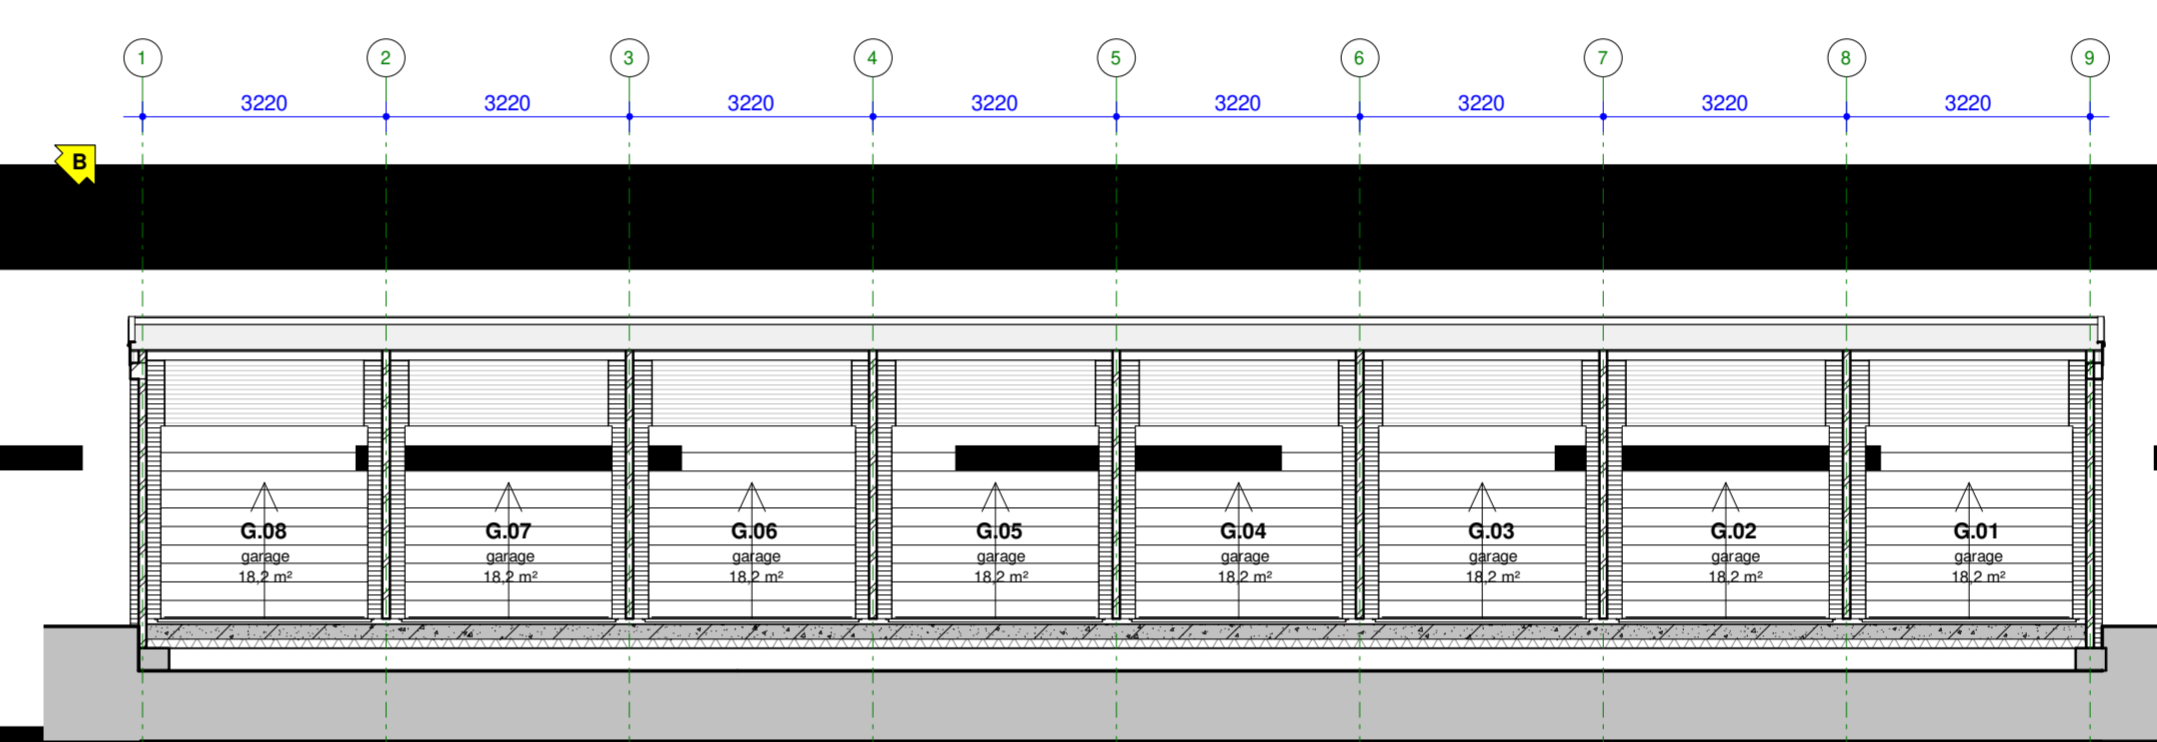 1 2 3 4 5 6 7 8 9
3220 3220 3220 3220 3220 3220 3220 3220
B
G.08 G.07 G.06 G.05 G.04 G.03 G.02 G.01
garage garage garage garage garage garage garage garage
18,2 m² 18,2 m² 18,2 m² 18,2 m² 18,2 m² 18,2 m² 18,2 m² 18,2 m²